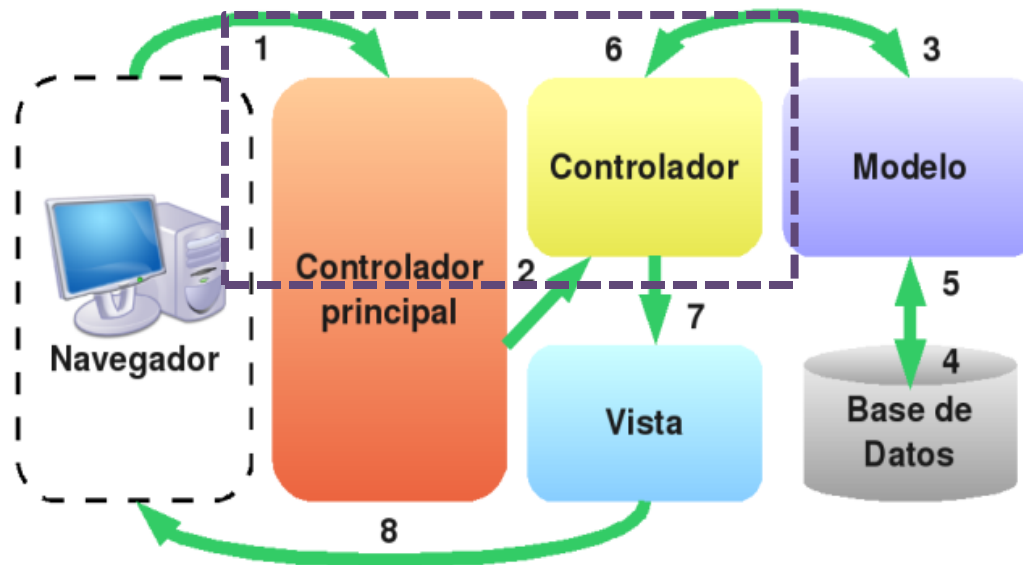 1
6
3
Controlador
Modelo
Controlador
principal
2
5
7
Navegador
4
Vista
Base de
Datos
8